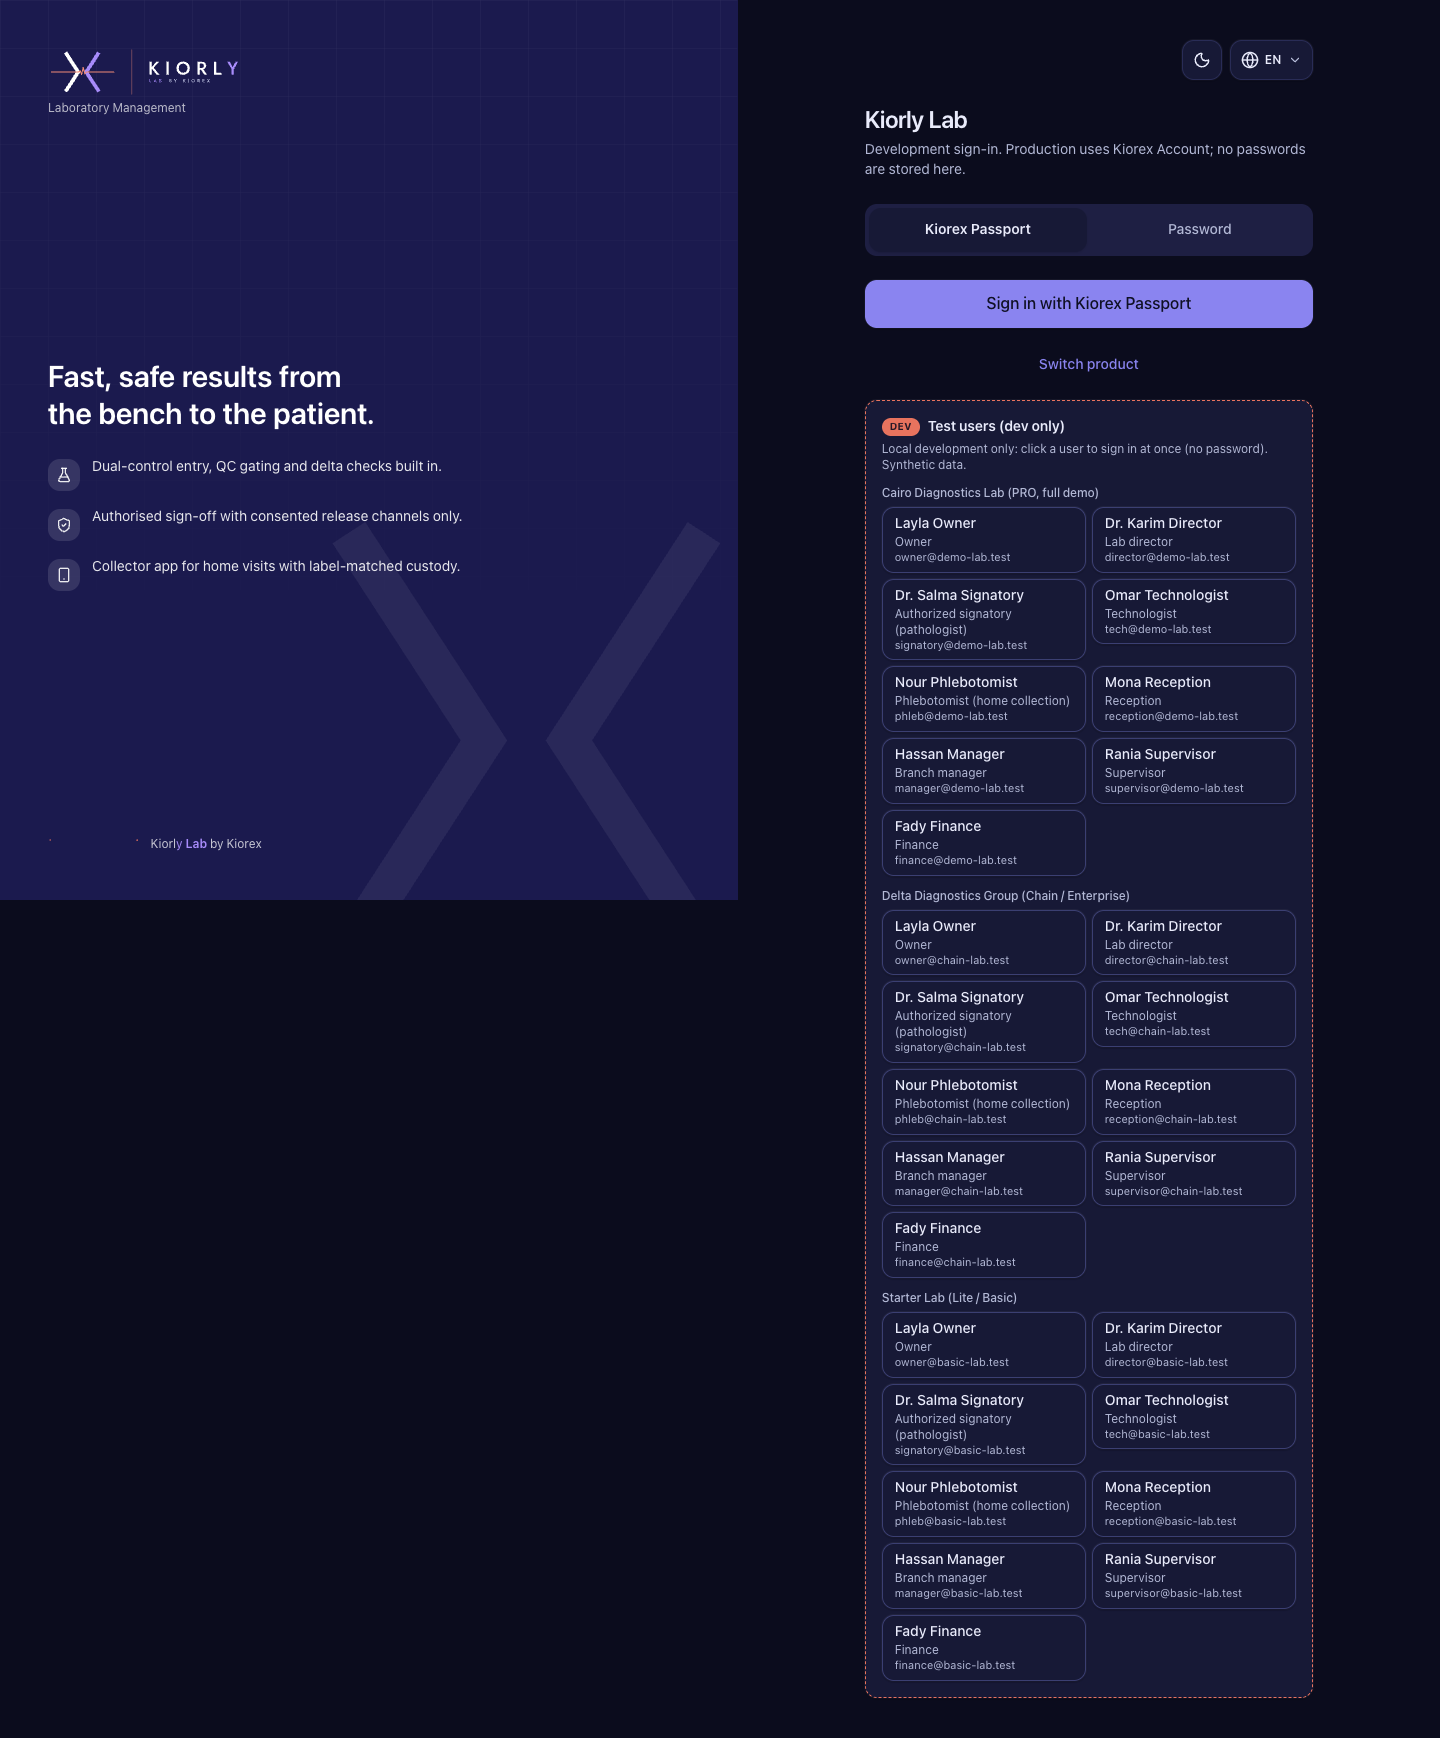 KIORLY
LAB BY KIOREX
Laboratory Management
Fast, safe results from
the bench to the patient.
Dual-control entry, QC gating and delta checks built in.
Authorised sign-off with consented release channels only.
Collector app for home visits with label-matched custody.
Kiorly Lab by Kiorex
EN
Kiorly Lab
Development sign-in. Production uses Kiorex Account; no passwords
are stored here.
Kiorex Passport
Password
Sign in with Kiorex Passport
Switch product
DEV Test users (dev only)
Local development only: click a user to sign in at once (no password).
Synthetic data.
Cairo Diagnostics Lab (PRO, full demo)
Layla Owner
Owner
owner@demo-lab.test
Dr. Karim Director
Lab director
director@demo-lab.test
Dr. Salma Signatory
Authorized signatory
(pathologist)
signatory@demo-lab.test
Omar Technologist
Technologist
tech@demo-lab.test
Nour Phlebotomist
Phlebotomist (home collection)
phleb@demo-lab.test
Mona Reception
Reception
reception@demo-lab.test
Hassan Manager
Branch manager
manager@demo-lab.test
Rania Supervisor
Supervisor
supervisor@demo-lab.test
Fady Finance
Finance
finance@demo-lab.test
Delta Diagnostics Group (Chain / Enterprise)
Layla Owner
Owner
owner@chain-lab.test
Dr. Karim Director
Lab director
director@chain-lab.test
Dr. Salma Signatory
Authorized signatory
(pathologist)
signatory@chain-lab.test
Omar Technologist
Technologist
tech@chain-lab.test
Nour Phlebotomist
Phlebotomist (home collection)
phleb@chain-lab.test
Mona Reception
Reception
reception@chain-lab.test
Hassan Manager
Branch manager
manager@chain-lab.test
Rania Supervisor
Supervisor
supervisor@chain-lab.test
Fady Finance
Finance
finance@chain-lab.test
Starter Lab (Lite / Basic)
Layla Owner
Owner
owner@basic-lab.test
Dr. Karim Director
Lab director
director@basic-lab.test
Dr. Salma Signatory
Authorized signatory
(pathologist)
signatory@basic-lab.test
Omar Technologist
Technologist
tech@basic-lab.test
Nour Phlebotomist
Phlebotomist (home collection)
phleb@basic-lab.test
Mona Reception
Reception
reception@basic-lab.test
Hassan Manager
Branch manager
manager@basic-lab.test
Rania Supervisor
Supervisor
supervisor@basic-lab.test
Fady Finance
Finance
finance@basic-lab.test